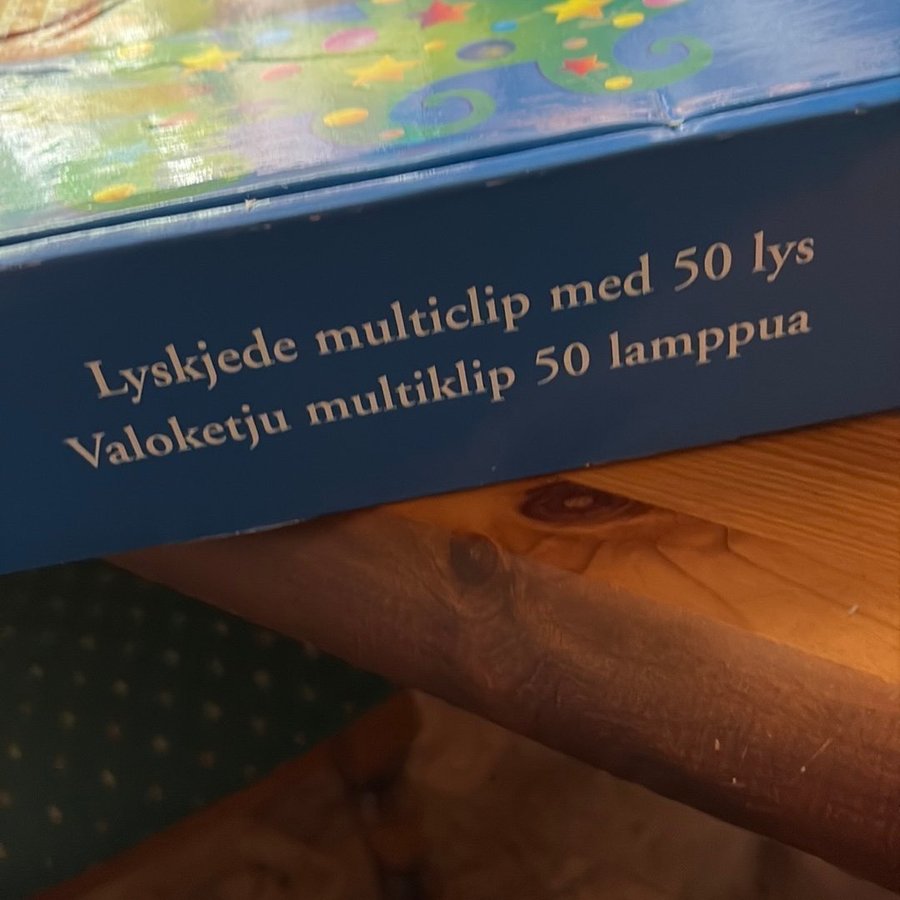 Lyskjede multiclip med 50 lys
Valoketju multiklip 50 lamppua